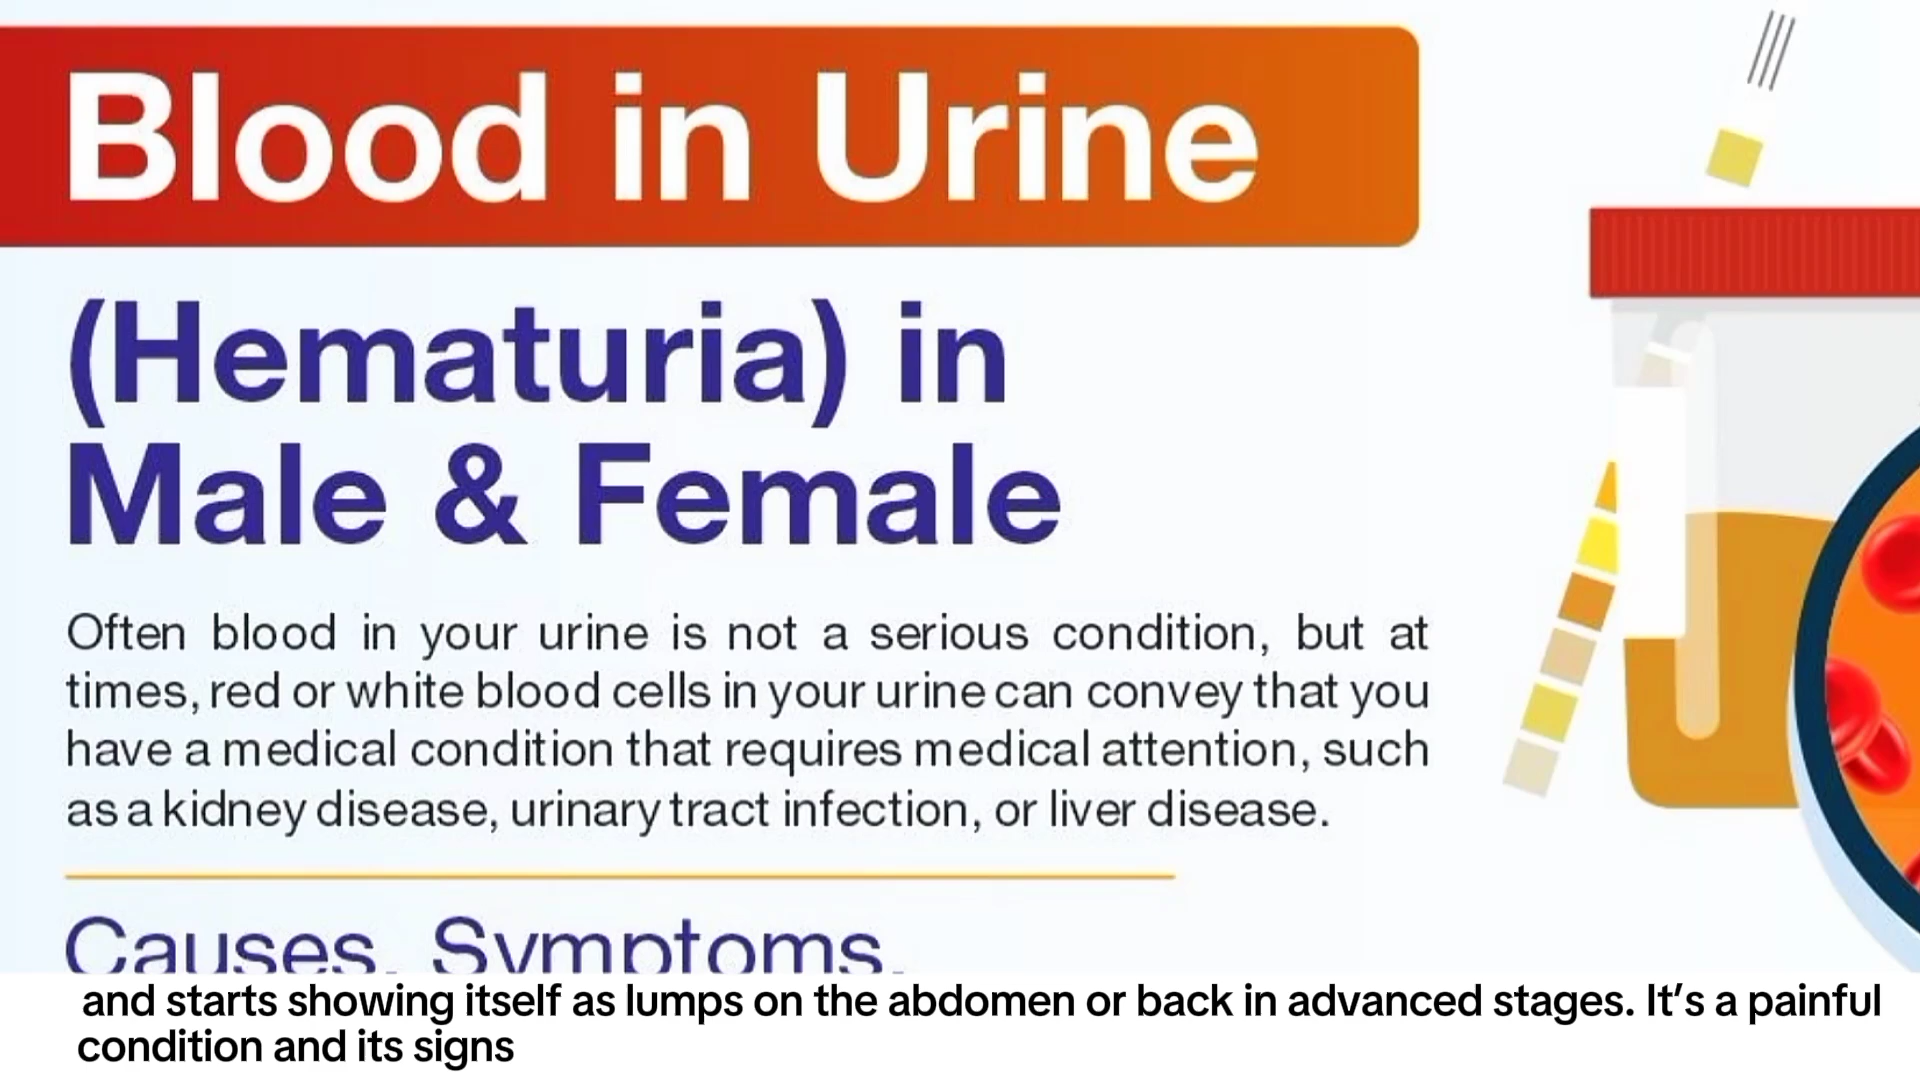 Blood in Urine
(Hematuria) in
Male & Female
Often blood in your urine is not a serious condition, but at
times, red or white blood cells in your urine can convey that you
have a medical condition that requires medical attention, such
as a kidney disease, urinary tract infection, or liver disease.
Causes, Symptoms,
and starts showing itself as lumps on the abdomen or back in advanced stages. It’s a painful
condition and its signs